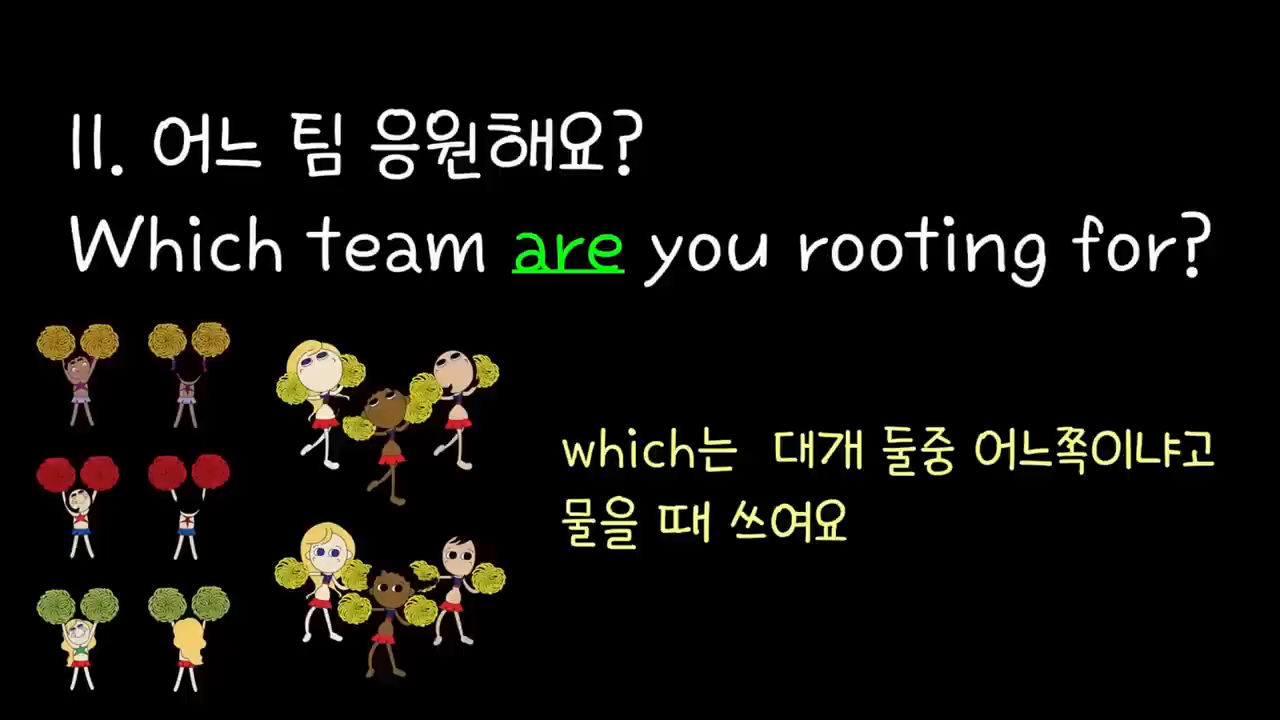 11. 어느 팀 응원해요?
Which team are you rooting for?
which는 대개 둘중 어느쪽이냐고
물을 때 쓰여요